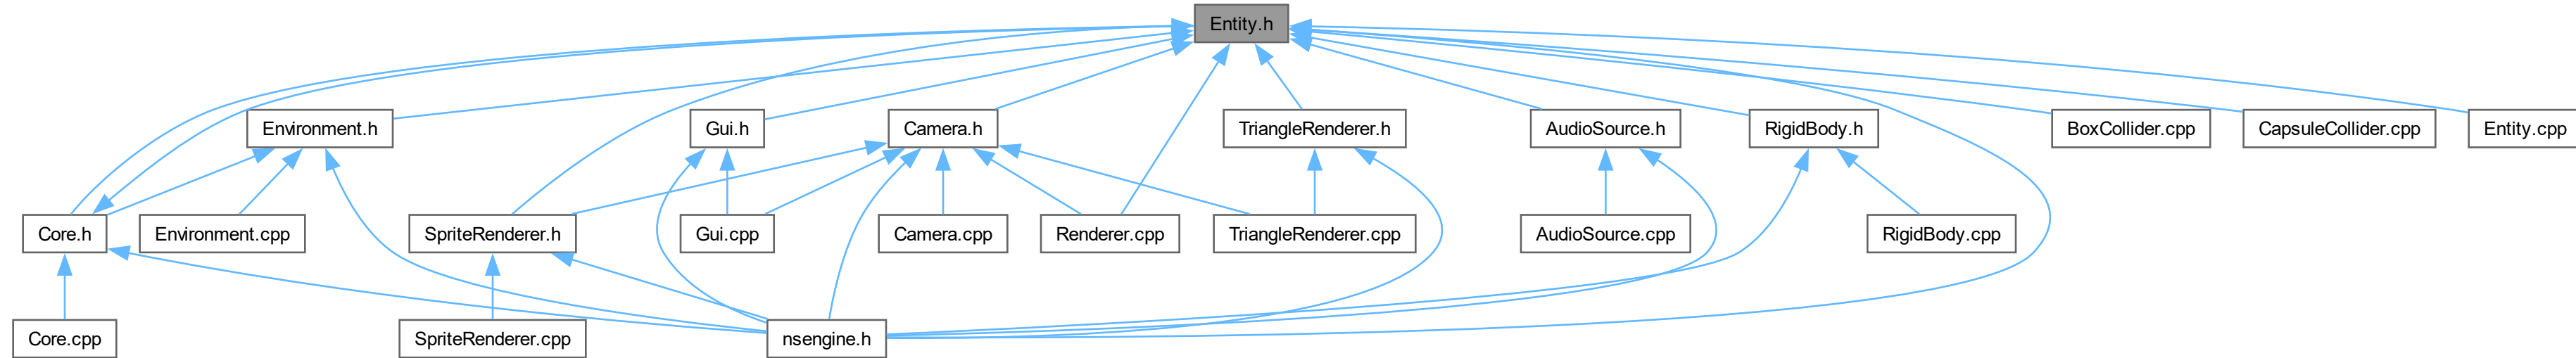 Entity.h
Environment.h
Gui.h
Camera.h
TriangleRenderer.h
AudioSource.h
RigidBody.h
BoxCollider.cpp
CapsuleCollider.cpp
Entity.cpp
Core.h
Environment.cpp
SpriteRenderer.h
Gui.cpp
Camera.cpp
Renderer.cpp
TriangleRenderer.cpp
AudioSource.cpp
RigidBody.cpp
Core.cpp
SpriteRenderer.cpp
nsengine.h